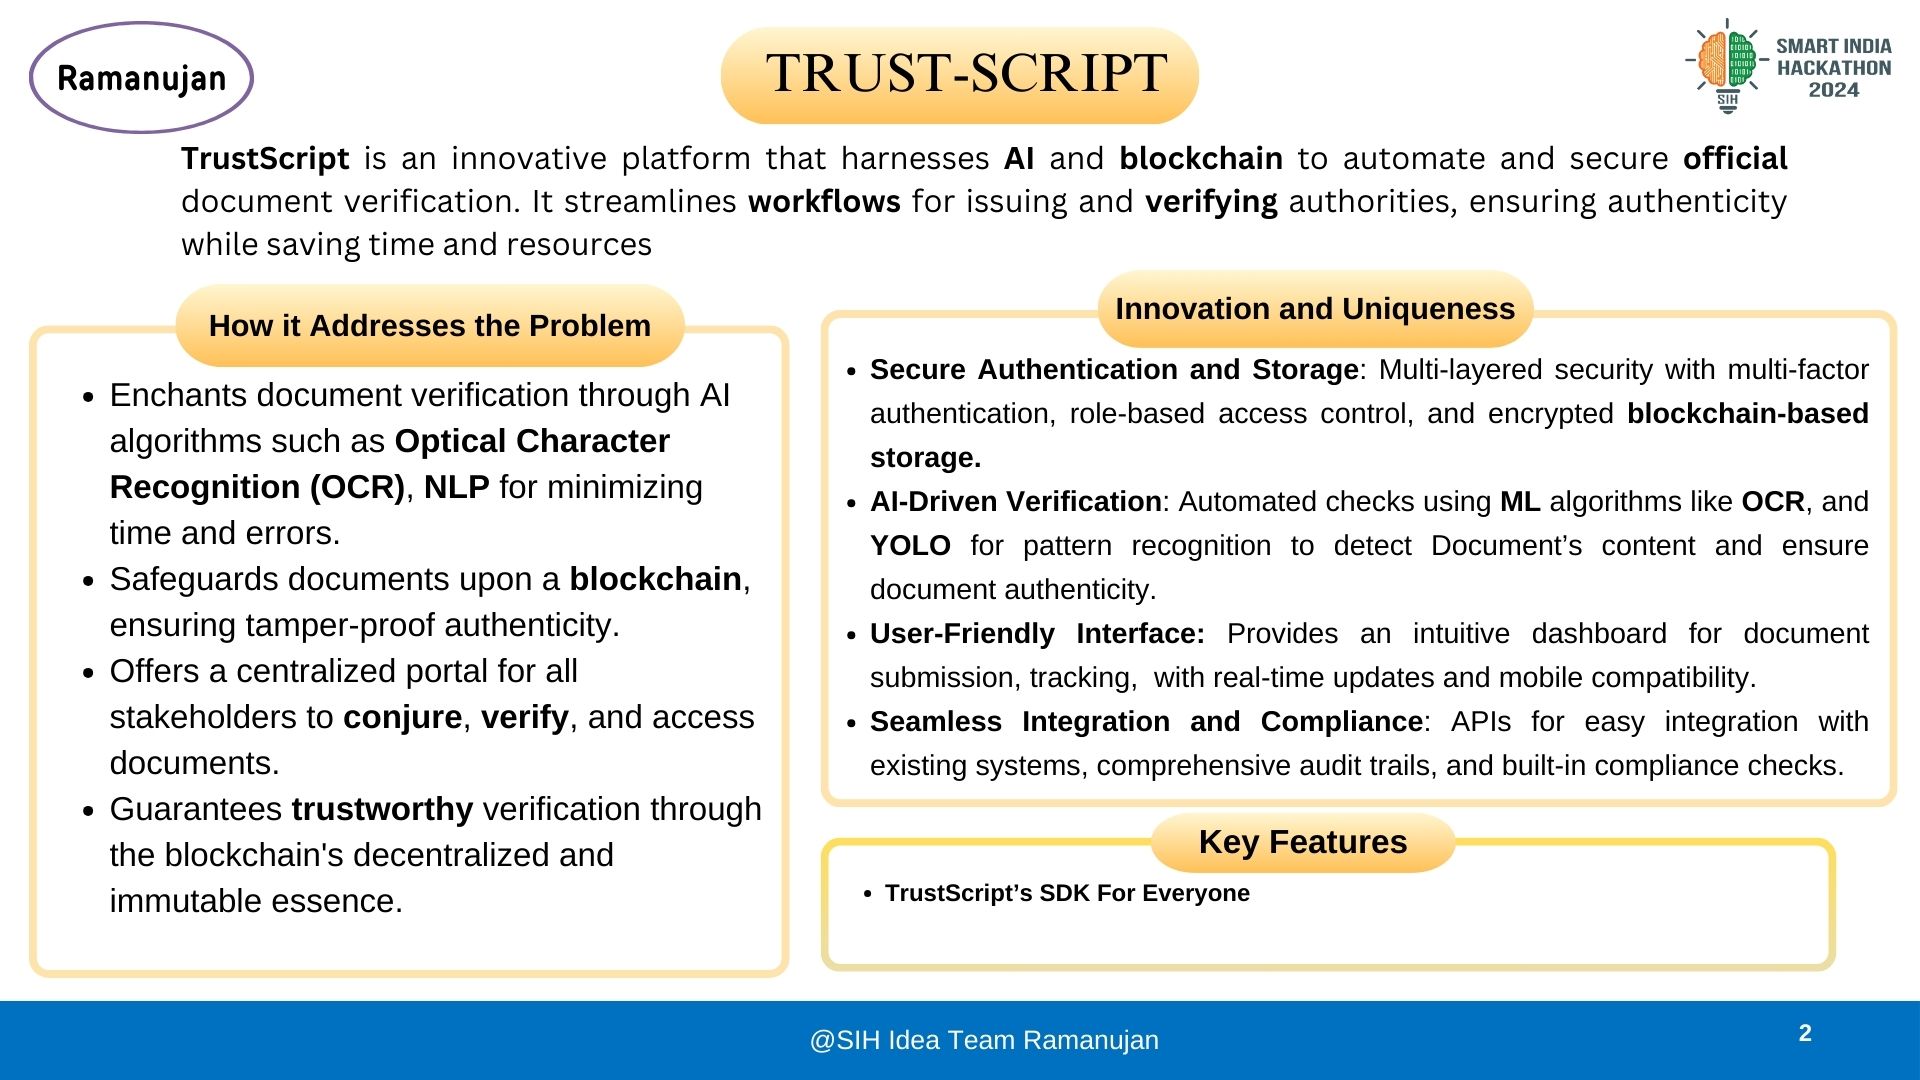 Ramanujan
TRUST-SCRIPT
SMART INDIA
HACKATHON
2024
SIH
TrustScript is an innovative platform that harnesses AI and blockchain to automate and secure official
document verification. It streamlines workflows for issuing and verifying authorities, ensuring authenticity
while saving time and resources
How it Addresses the Problem
• Enchants document verification through AI
algorithms such as Optical Character
Recognition (OCR), NLP for minimizing
time and errors.
• Safeguards documents upon a blockchain,
ensuring tamper-proof authenticity.
• Offers a centralized portal for all
stakeholders to conjure, verify, and access
documents.
• Guarantees trustworthy verification through
the blockchain's decentralized and
immutable essence.
Innovation and Uniqueness
• Secure Authentication and Storage: Multi-layered security with multi-factor
authentication, role-based access control, and encrypted blockchain-based
storage.
• AI-Driven Verification: Automated checks using ML algorithms like OCR, and
YOLO for pattern recognition to detect Document’s content and ensure
document authenticity.
• User-Friendly Interface: Provides an intuitive dashboard for document
submission, tracking,  with real-time updates and mobile compatibility.
• Seamless Integration and Compliance: APIs for easy integration with
existing systems, comprehensive audit trails, and built-in compliance checks.
Key Features
• TrustScript’s SDK For Everyone
@SIH Idea Team Ramanujan
2